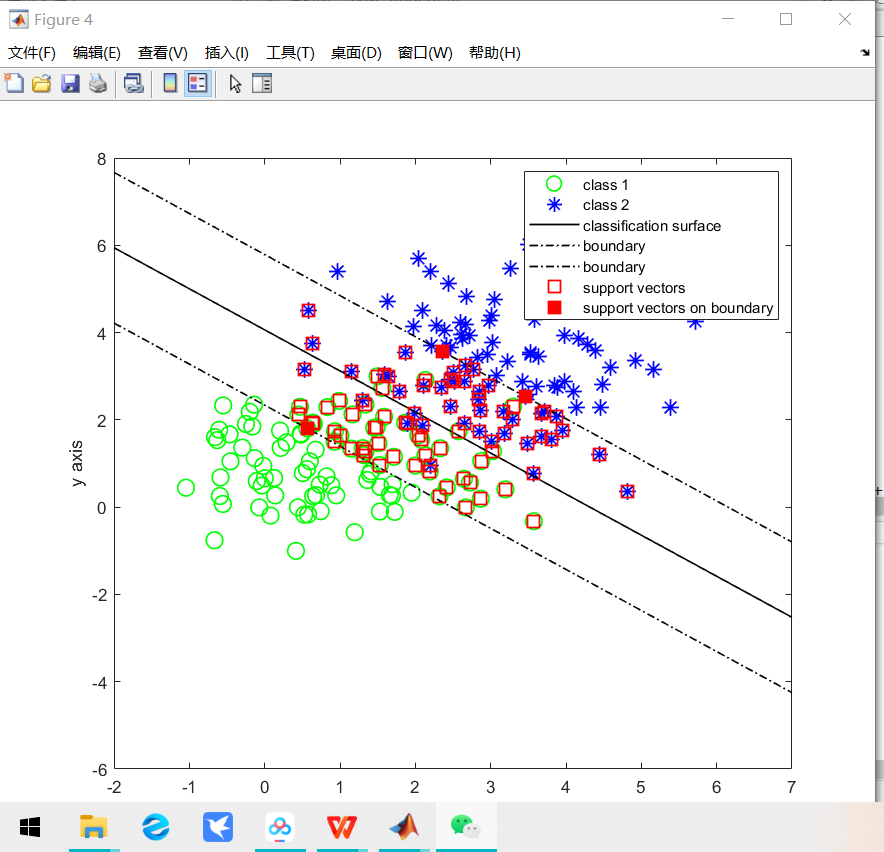 Figure 4
文件(F) 编辑(E) 查看(V) 插入(I) 工具(T) 桌面(D) 窗口(W) 帮助(H)
class 1
class 2
classification surface
boundary
boundary
support vectors
support vectors on boundary
y axis
8
6
4
2
0
-2
-4
-6
-2 -1 0 1 2 3 4 5 6 7